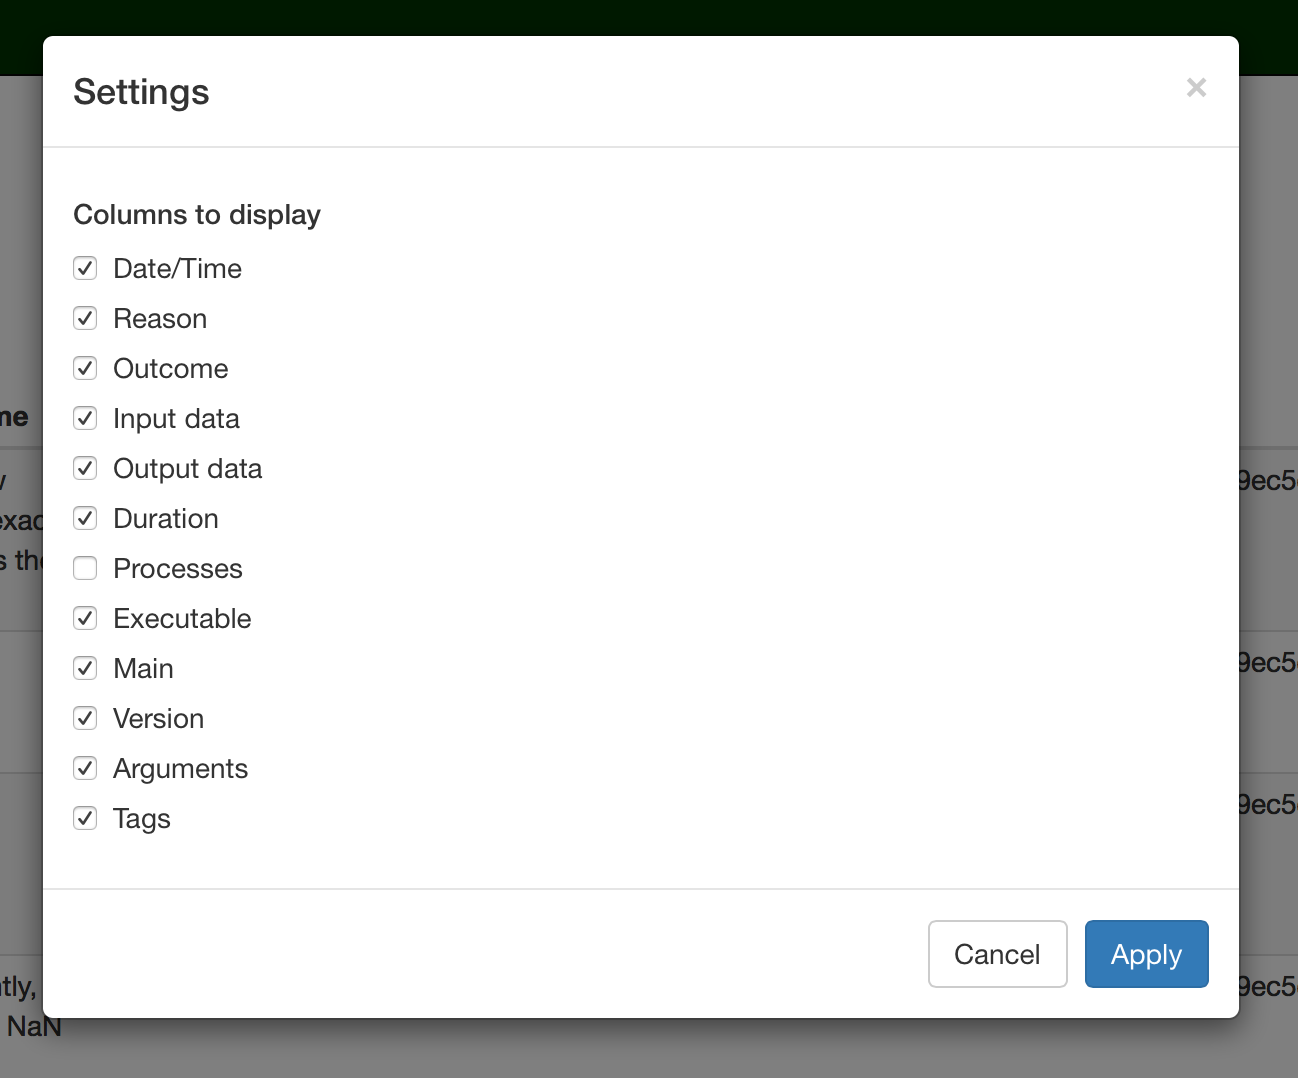 Settings
×
Columns to display
Date/Time
Reason
Outcome
Input data
Output data
Duration
Processes
Executable
Main
Version
Arguments
Tags
Cancel
Apply
me
9ec5
exac
s the
9ec5
9ec5
tly,
9ec5
NaN